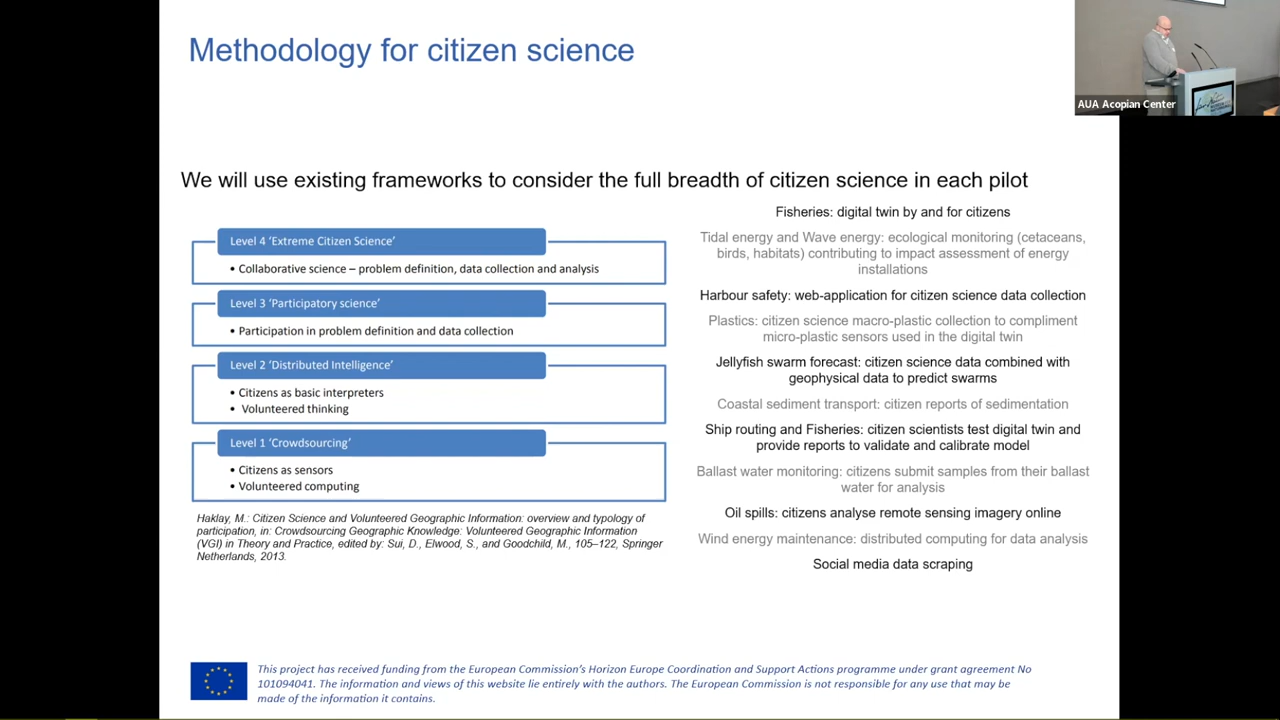 Methodology for citizen science
AUA Acopian Center
We will use existing frameworks to consider the full breadth of citizen science in each pilot
Level 4 ‘Extreme Citizen Science’
• Collaborative science – problem definition, data collection and analysis
Level 3 ‘Participatory science’
• Participation in problem definition and data collection
Level 2 ‘Distributed Intelligence’
• Citizens as basic interpreters
• Volunteered thinking
Level 1 ‘Crowdsourcing’
• Citizens as sensors
• Volunteered computing
Haklay, M.: Citizen Science and Volunteered Geographic Information: overview and typology of
participation, in: Crowdsourcing Geographic Knowledge: Volunteered Geographic Information
(VGI) in Theory and Practice, edited by: Sui, D., Elwood, S., and Goodchild, M., 105–122, Springer
Netherlands, 2013.
Fisheries: digital twin by and for citizens
Tidal energy and Wave energy: ecological monitoring (cetaceans,
birds, habitats) contributing to impact assessment of energy
installations
Harbour safety: web-application for citizen science data collection
Plastics: citizen science macro-plastic collection to compliment
micro-plastic sensors used in the digital twin
Jellyfish swarm forecast: citizen science data combined with
geophysical data to predict swarms
Coastal sediment transport: citizen reports of sedimentation
Ship routing and Fisheries: citizen scientists test digital twin and
provide reports to validate and calibrate model
Ballast water monitoring: citizens submit samples from their ballast
water for analysis
Oil spills: citizens analyse remote sensing imagery online
Wind energy maintenance: distributed computing for data analysis
Social media data scraping
This project has received funding from the European Commission’s Horizon Europe Coordination and Support Actions programme under grant agreement No
101094041. The information and views of this website lie entirely with the authors. The European Commission is not responsible for any use that may be
made of the information it contains.